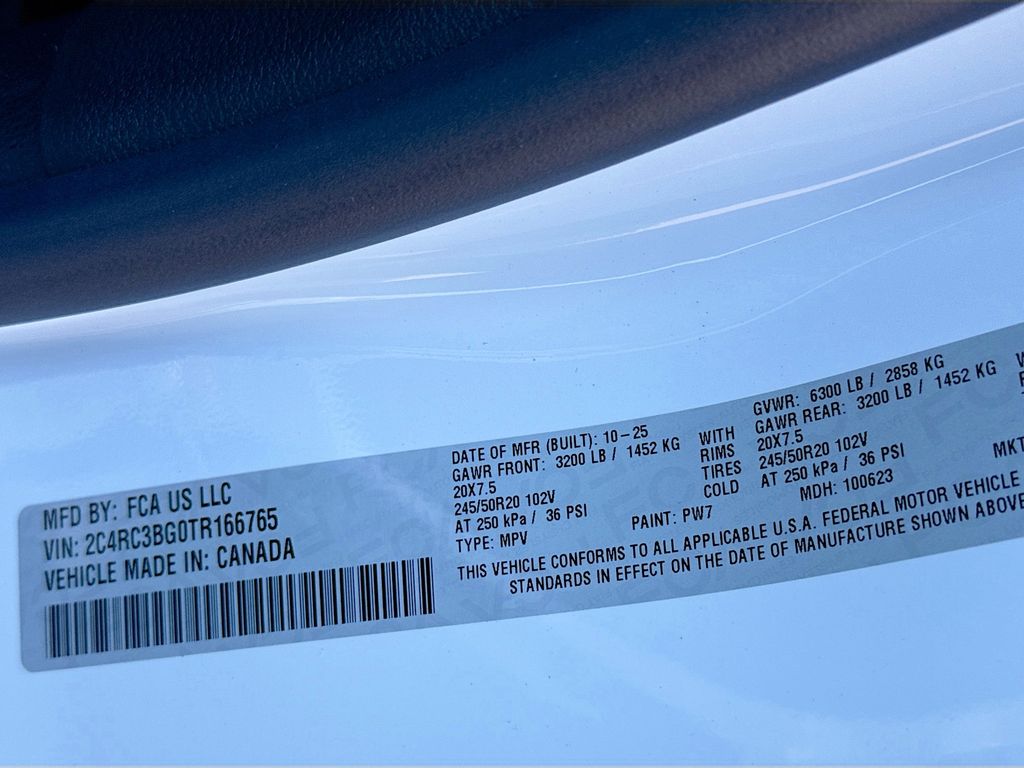 MFD BY: FCA US LLC
VIN: 2C4RC3BG0TR166765
VEHICLE MADE IN: CANADA
DATE OF MFR (BUILT): 10-25
GAWR FRONT: 3200 LB / 1452 KG WITH
20X7.5 RIMS
245/50R20 102V TIRES
AT 250 kPa / 36 PSI COLD
TYPE: MPV
PAINT: PW7
GVWR: 6300 LB / 2858 KG
GAWR REAR: 3200 LB / 1452 KG
20X7.5
245/50R20 102V
AT 250 kPa / 36 PSI
MDH: 100623
MKT
THIS VEHICLE CONFORMS TO ALL APPLICABLE U.S.A. FEDERAL MOTOR VEHICLE
STANDARDS IN EFFECT ON THE DATE OF MANUFACTURE SHOWN ABOVE